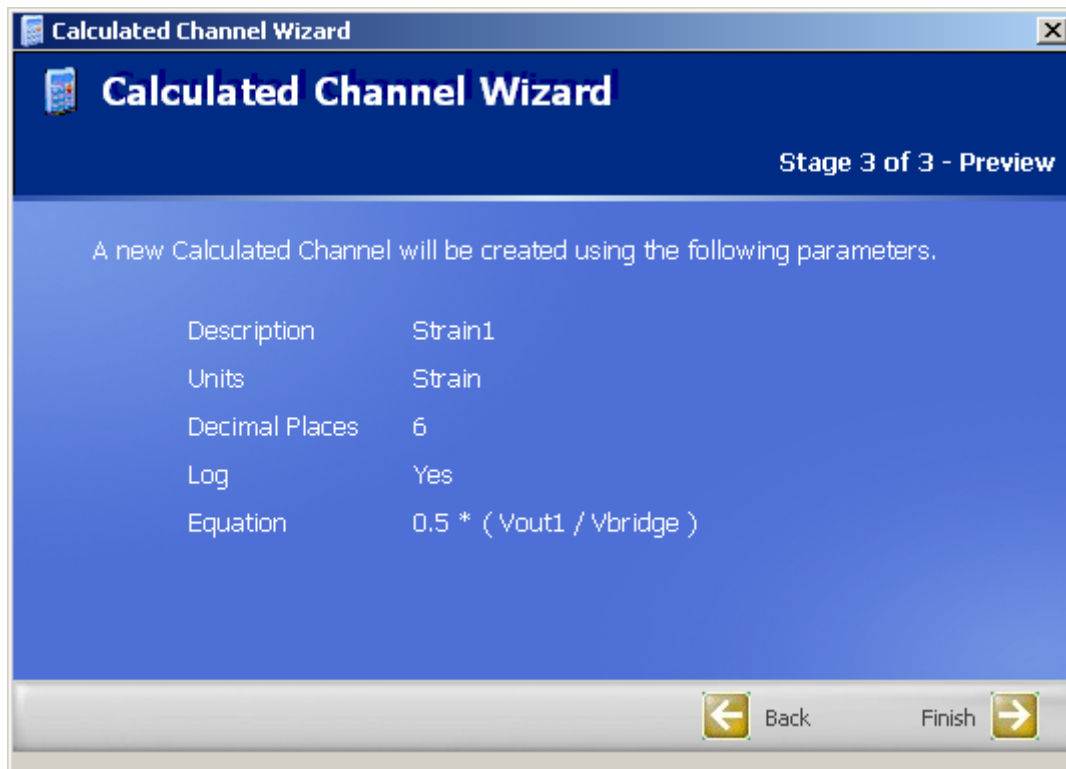 Calculated Channel Wizard
Calculated Channel Wizard
Stage 3 of 3 - Preview
A new Calculated Channel will be created using the following parameters.
Description Strain1
Units Strain
Decimal Places 6
Log Yes
Equation 0.5 * ( Vout1 / Vbridge )
Back Finish